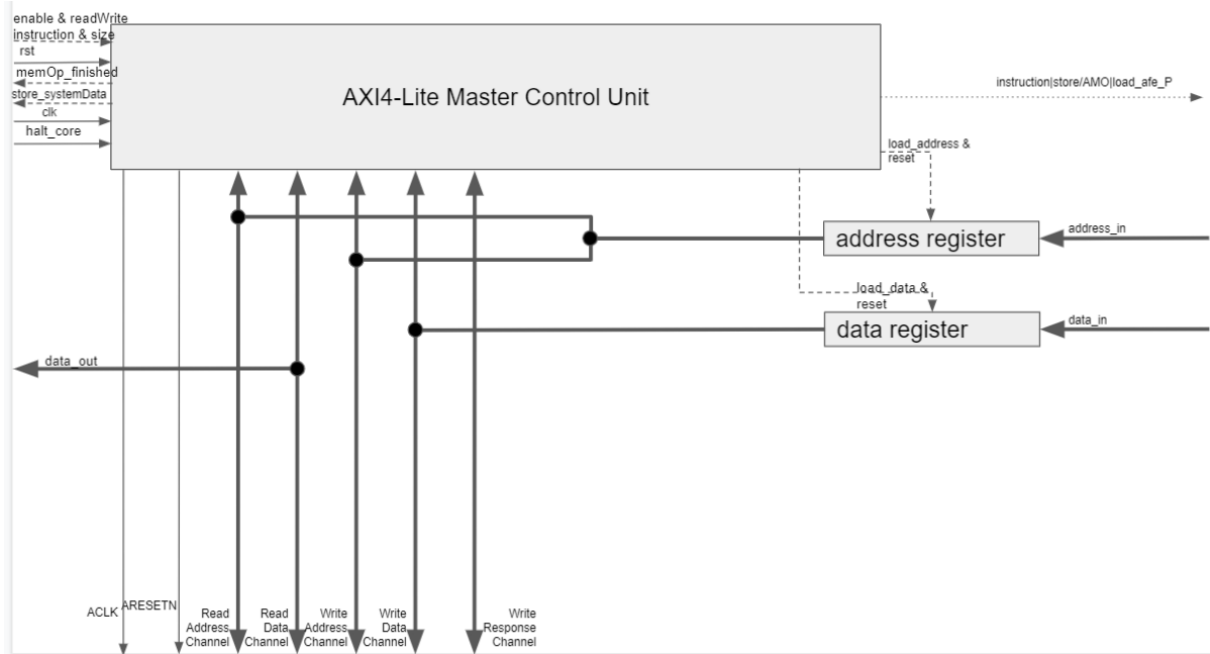 enable & readWrite
instruction & size
rst
memOp_finished
store_systemData
clk
halt_core
AXI4-Lite Master Control Unit
instruction|store/AMO|load_afe_P
load_address &
reset
address register
address_in
load_data &
reset
data register
data_in
data_out
ACLK
ARESETN
Read
Address
Channel
Read
Data
Channel
Write
Address
Channel
Write
Data
Channel
Write
Response
Channel